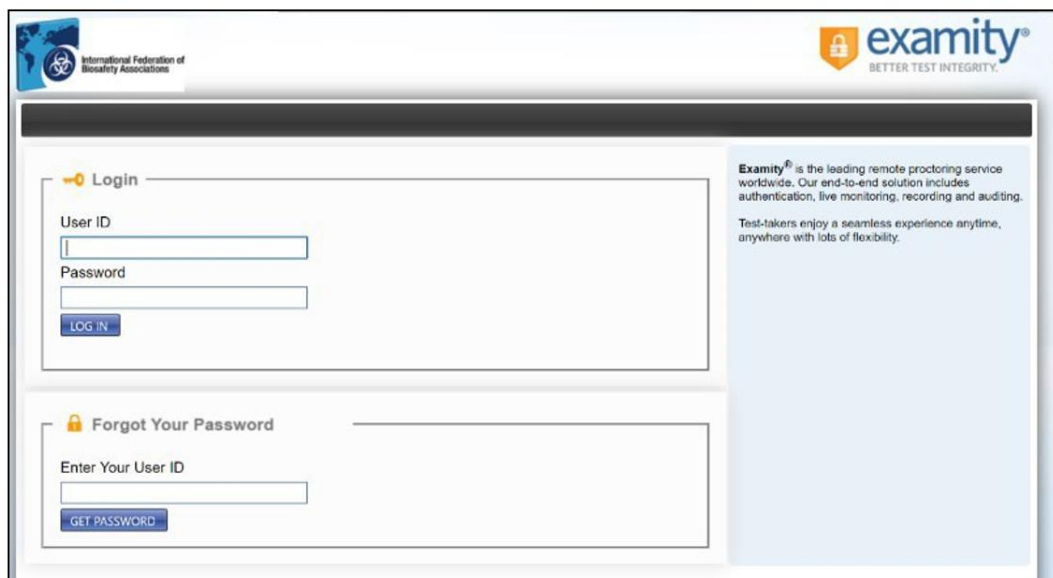 International Federation of
Biosafety Associations
examity®
BETTER TEST INTEGRITY.
Login
User ID
Password
LOG IN
Examity® is the leading remote proctoring service
worldwide. Our end-to-end solution includes
authentication, live monitoring, recording and auditing.
Test-takers enjoy a seamless experience anytime,
anywhere with lots of flexibility.
Forgot Your Password
Enter Your User ID
GET PASSWORD